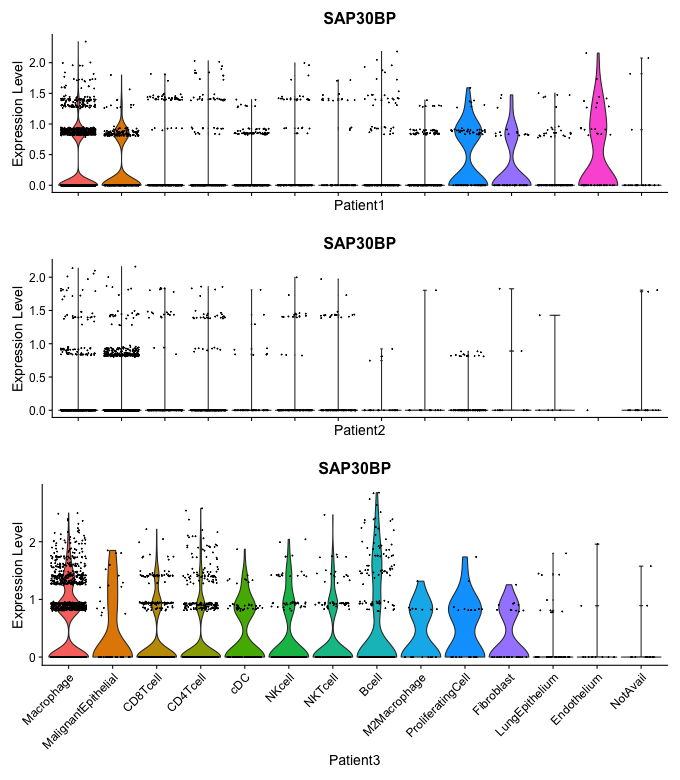 SAP30BP
Expression Level
2.0
1.5
1.0
0.5
0.0
Patient1
SAP30BP
Expression Level
2.0
1.5
1.0
0.5
0.0
Patient2
SAP30BP
Expression Level
2
1
0
Macrophage
MalignantEpithelial
CD8Tcell
CD4Tcell
cDC
NKcell
NKTcell
Bcell
M2Macrophage
ProliferatingCell
Fibroblast
LungEpithelium
Endothelium
NotAvail
Patient3